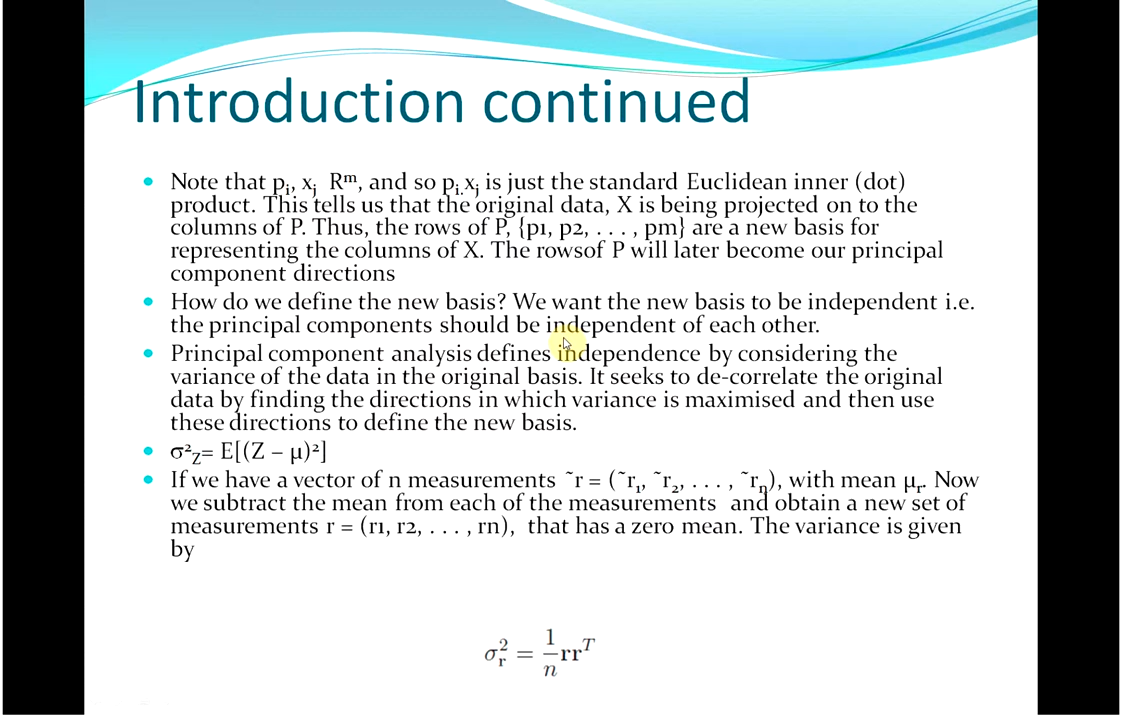 Introduction continued
• Note that pᵢ, xⱼ Rᵐ, and so pᵢ.xⱼ is just the standard Euclidean inner (dot)
product. This tells us that the original data, X is being projected on to the
columns of P. Thus, the rows of P, {p1, p2, . . . , pm} are a new basis for
representing the columns of X. The rowsof P will later become our principal
component directions
• How do we define the new basis? We want the new basis to be independent i.e.
the principal components should be independent of each other.
• Principal component analysis defines independence by considering the
variance of the data in the original basis. It seeks to de-correlate the original
data by finding the directions in which variance is maximised and then use
these directions to define the new basis.
• σ²_Z= E[(Z – μ)²]
• If we have a vector of n measurements ˜r = (˜r₁, ˜r₂, . . . , ˜rₙ), with mean μᵣ. Now
we subtract the mean from each of the measurements and obtain a new set of
measurements r = (r1, r2, . . . , rn), that has a zero mean. The variance is given
by
σ²ᵣ = 1/n rrᵀ